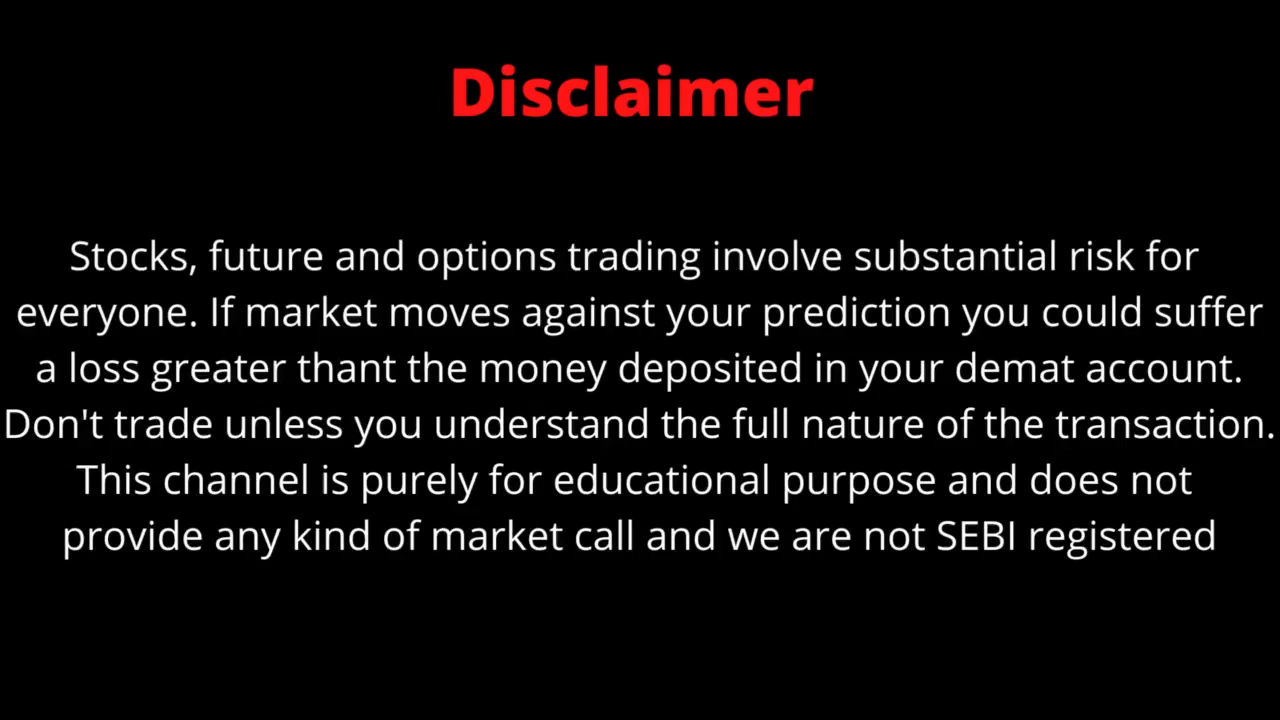 Disclaimer
Stocks, future and options trading involve substantial risk for
everyone. If market moves against your prediction you could suffer
a loss greater thant the money deposited in your demat account.
Don't trade unless you understand the full nature of the transaction.
This channel is purely for educational purpose and does not
provide any kind of market call and we are not SEBI registered